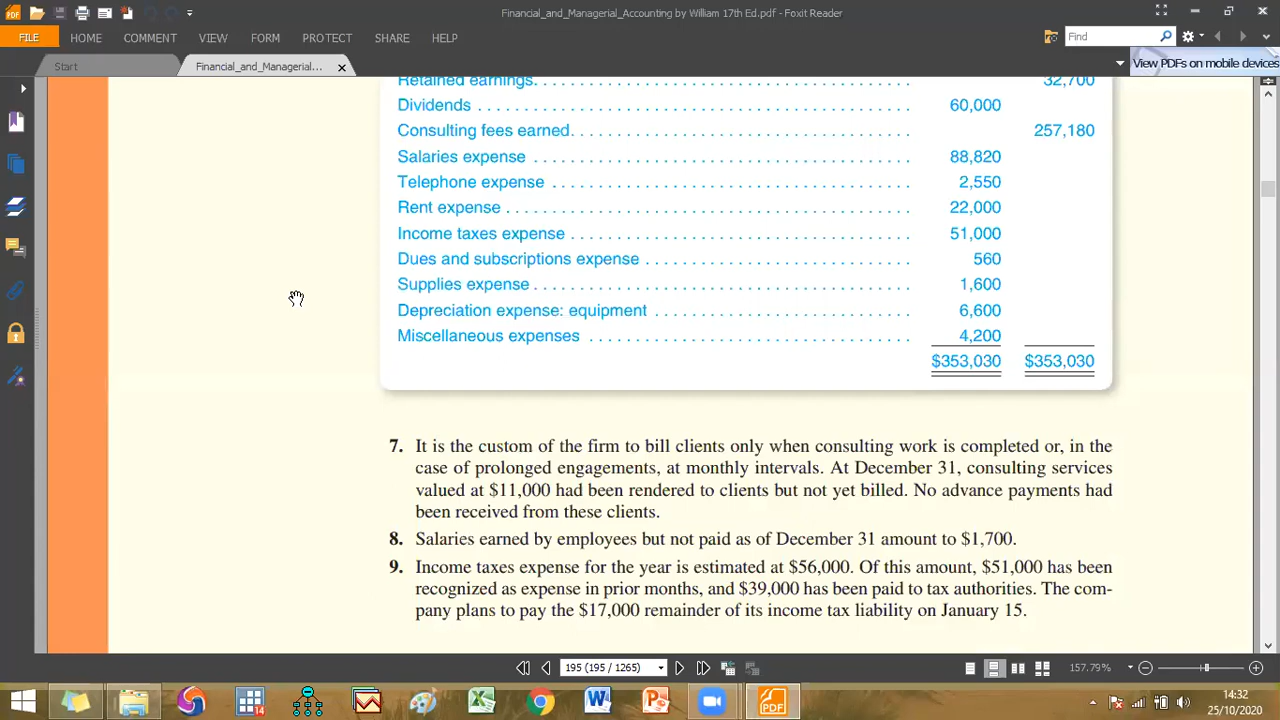 Financial_and_Managerial_Accounting by William 17th Ed.pdf - Foxit Reader
FILE HOME COMMENT VIEW FORM PROTECT SHARE HELP Find
Start Financial_and_Managerial... View PDFs on mobile devices
Retained earnings. . . . . . . . . . . . . . . . . . . . . . . . . . . . . . . . . . . . 32,700
Dividends . . . . . . . . . . . . . . . . . . . . . . . . . . . . . . . . . . . . . . . . . 60,000
Consulting fees earned. . . . . . . . . . . . . . . . . . . . . . . . . . . . . . . . . 257,180
Salaries expense . . . . . . . . . . . . . . . . . . . . . . . . . . . . . . . . . . . . 88,820
Telephone expense . . . . . . . . . . . . . . . . . . . . . . . . . . . . . . . . . . 2,550
Rent expense . . . . . . . . . . . . . . . . . . . . . . . . . . . . . . . . . . . . . . 22,000
Income taxes expense . . . . . . . . . . . . . . . . . . . . . . . . . . . . . . . . 51,000
Dues and subscriptions expense . . . . . . . . . . . . . . . . . . . . . . . . . 560
Supplies expense . . . . . . . . . . . . . . . . . . . . . . . . . . . . . . . . . . . 1,600
Depreciation expense: equipment . . . . . . . . . . . . . . . . . . . . . . . . 6,600
Miscellaneous expenses . . . . . . . . . . . . . . . . . . . . . . . . . . . . . . 4,200
$353,030 $353,030
7. It is the custom of the firm to bill clients only when consulting work is completed or, in the
case of prolonged engagements, at monthly intervals. At December 31, consulting services
valued at $11,000 had been rendered to clients but not yet billed. No advance payments had
been received from these clients.
8. Salaries earned by employees but not paid as of December 31 amount to $1,700.
9. Income taxes expense for the year is estimated at $56,000. Of this amount, $51,000 has been
recognized as expense in prior months, and $39,000 has been paid to tax authorities. The com-
pany plans to pay the $17,000 remainder of its income tax liability on January 15.
195 (195 / 1265) 157.79%
14
14:32
25/10/2020